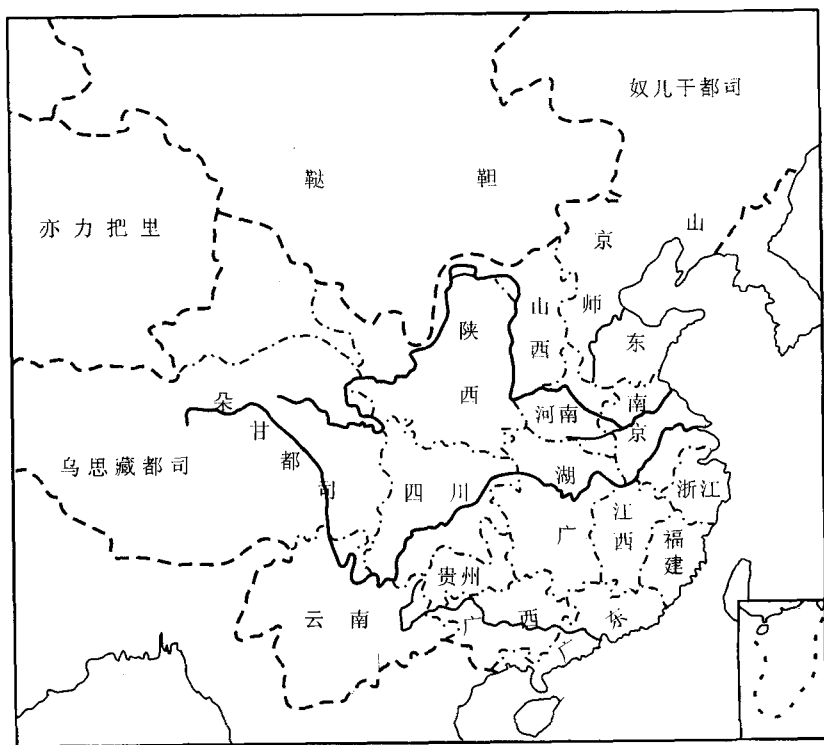 奴儿干都司
鞑靼
亦力把里
京师
山东
山西
陕西
朵甘都司
乌思藏都司
河南
南京
四川
湖广
浙江
江西
福建
贵州
云南
广西
广东